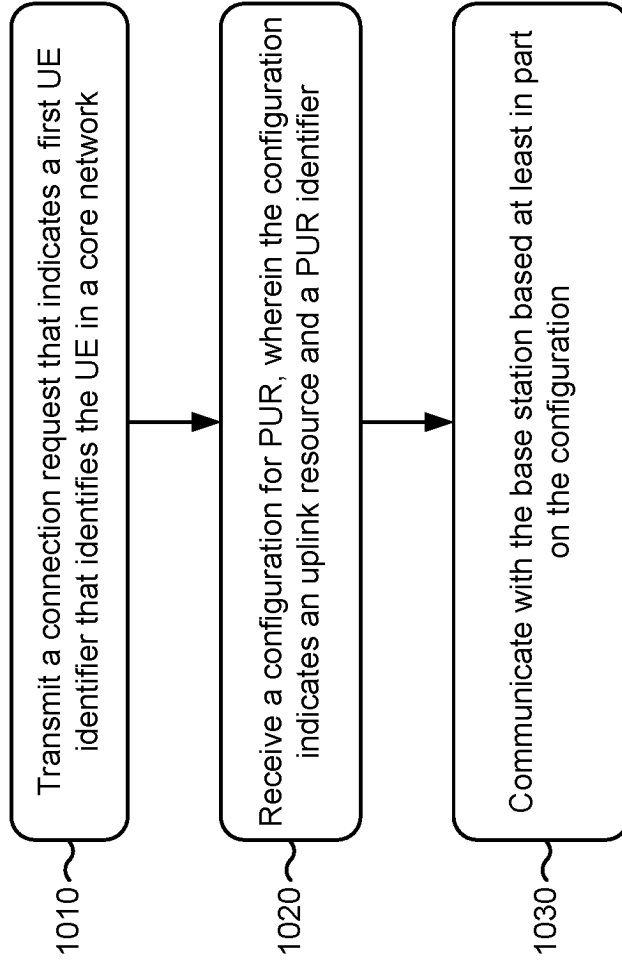 1010
Transmit a connection request that indicates a first UE
identifier that identifies the UE in a core network
1020
Receive a configuration for PUR, wherein the configuration
indicates an uplink resource and a PUR identifier
1030
Communicate with the base station based at least in part
on the configuration